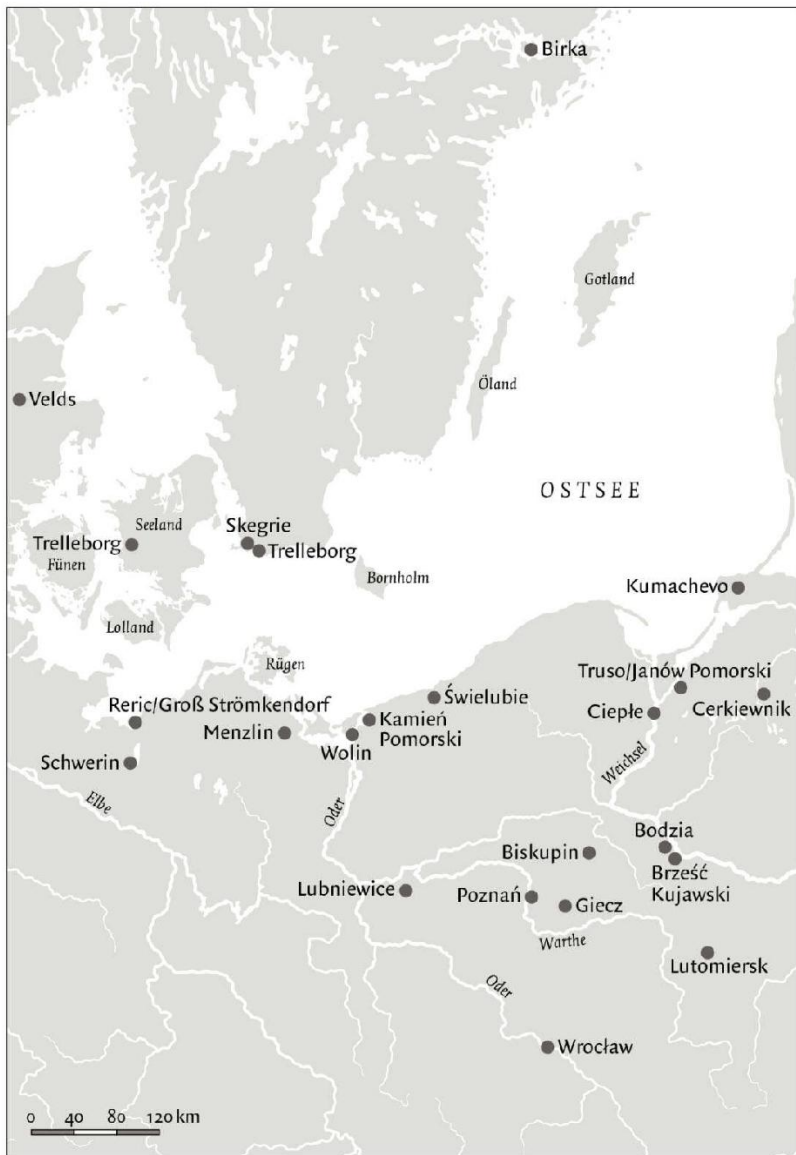 Birka
Gotland
Öland
Velds
OSTSEE
Seeland
Skegrie
Trelleborg
Fünen
Trelleborg
Bornholm
Kumachevo
Lolland
Rügen
Truso/Janów Pomorski
Reric/Groß Strömkendorf
Świelubie
Cerkiewnik
Menzlin
Kamień
Pomorski
Ciepłe
Wolin
Schwerin
Weichsel
Elbe
Oder
Bodzia
Biskupin
Brześć
Kujawski
Lubniewice
Poznań
Giecz
Warthe
Lutomiersk
Oder
Wrocław
0 40 80 120 km